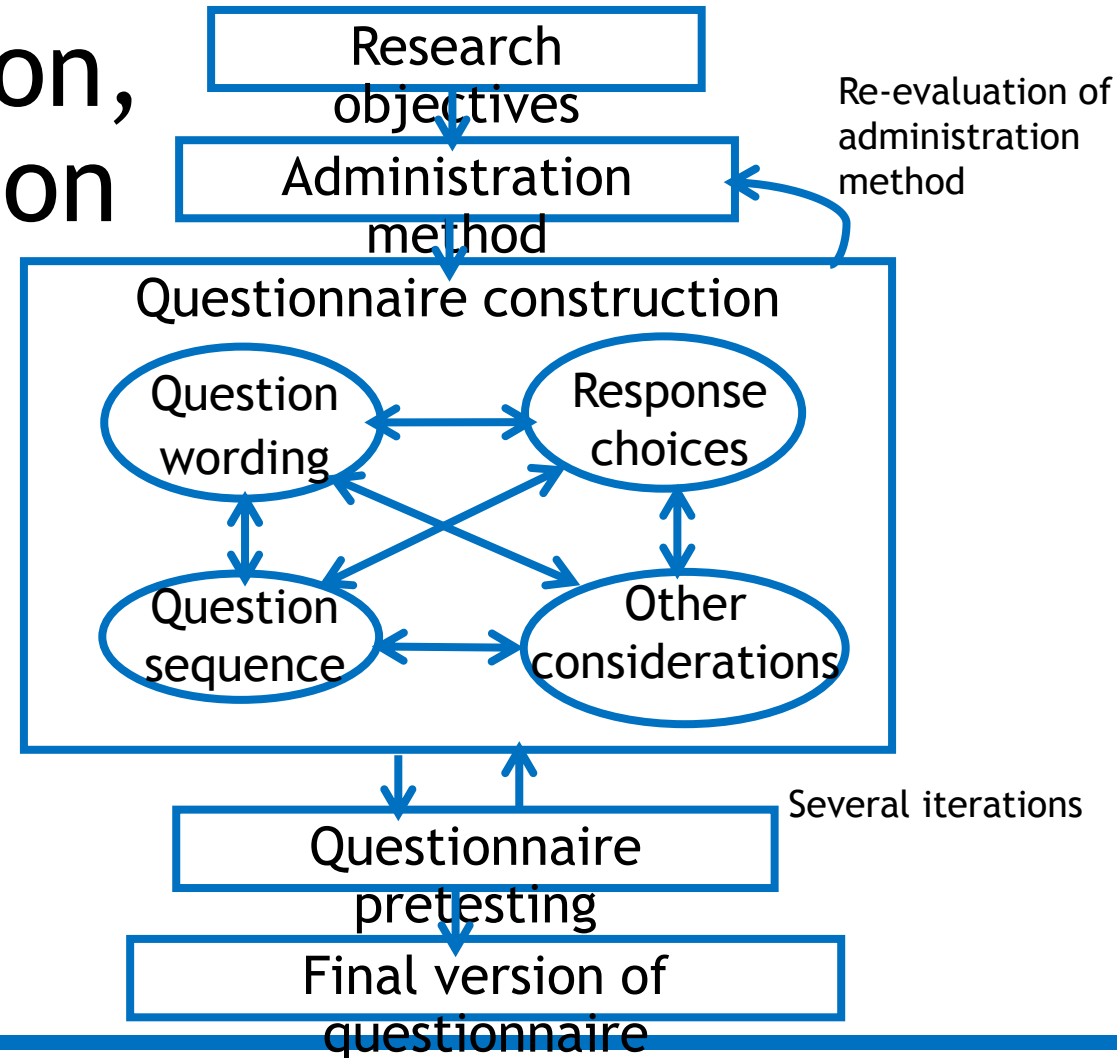 on,
on
Research
objectives
Re-evaluation of
administration
method
Administration
method
Questionnaire construction
Question
wording
Response
choices
Question
sequence
Other
considerations
Several iterations
Questionnaire
pretesting
Final version of
questionnaire